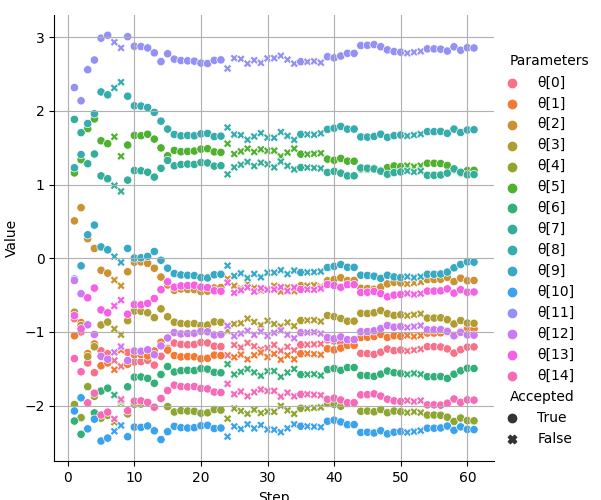 Parameters
θ[0]
θ[1]
θ[2]
θ[3]
θ[4]
θ[5]
θ[6]
θ[7]
θ[8]
θ[9]
θ[10]
θ[11]
θ[12]
θ[13]
θ[14]
Accepted
True
False
Value
3
2
1
0
−1
−2
0
10
20
30
40
50
60
Step